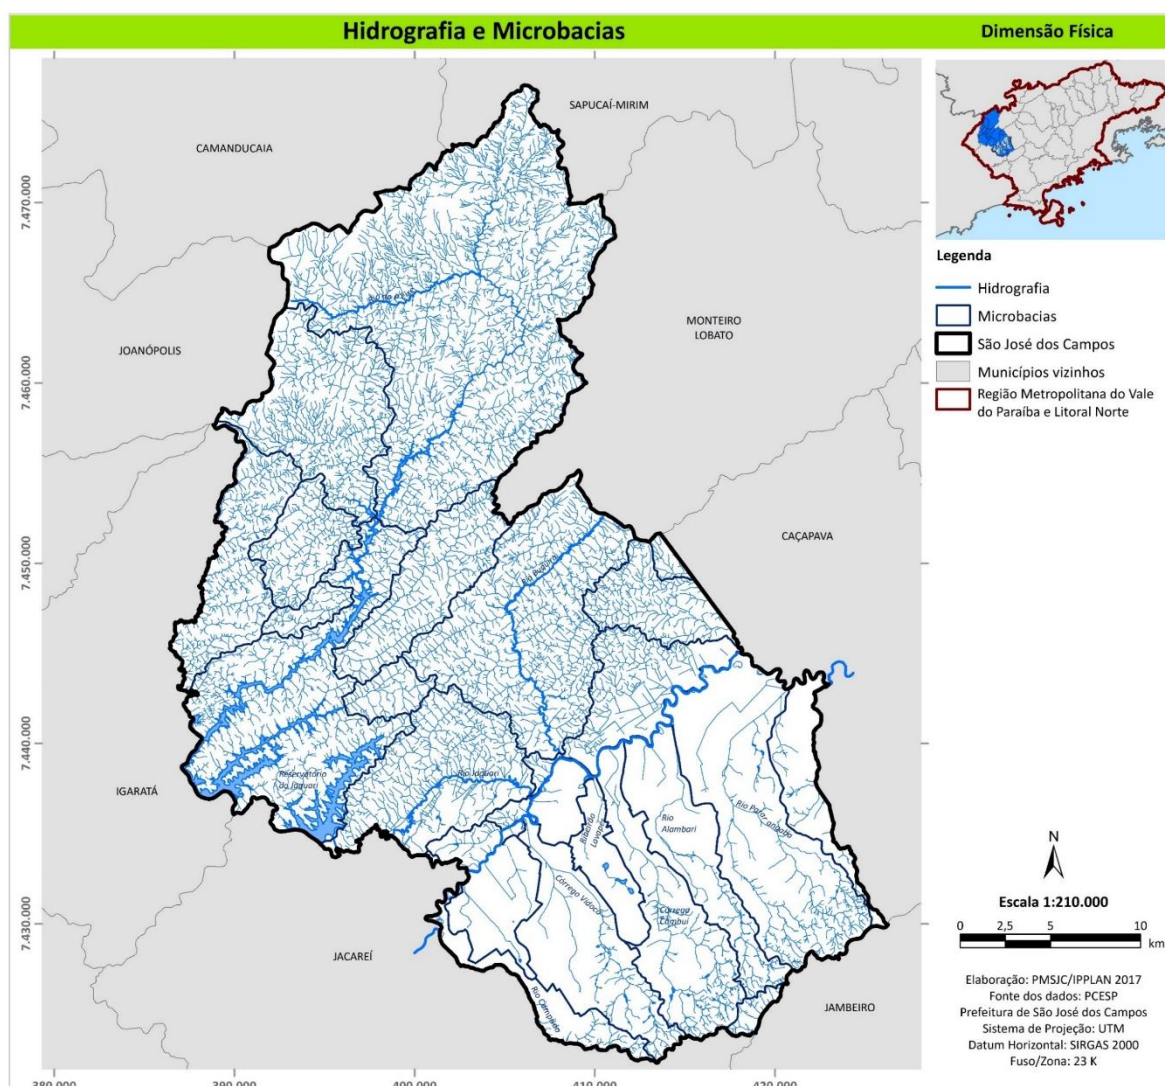 Hidrografia e Microbacias
Dimensão Física
SAPUCAÍ-MIRIM
CAMANDUCAIA
7.470.000
Legenda
Hidrografia
Microbacias
São José dos Campos
Municípios vizinhos
Região Metropolitana do Vale
do Paraíba e Litoral Norte
MONTEIRO
LOBATO
JOANÓPOLIS
7.460.000
CAÇAPAVA
7.450.000
Rio Buquira
7.440.000
IGARATÁ
Reservatório
do Jaguari
Rio Jaguari
Ribeirão
Lavapés
Rio
Alambari
Rio Pararangaba
Córrego Vidoca
Córrego
Cambuí
7.430.000
JACAREÍ
Rio Comprido
JAMBEIRO
N
Escala 1:210.000
0 2,5 5 10
km
Elaboração: PMSJC/IPPLAN 2017
Fonte dos dados: PCESP
Prefeitura de São José dos Campos
Sistema de Projeção: UTM
Datum Horizontal: SIRGAS 2000
Fuso/Zona: 23 K
380.000 390.000 400.000 410.000 420.000